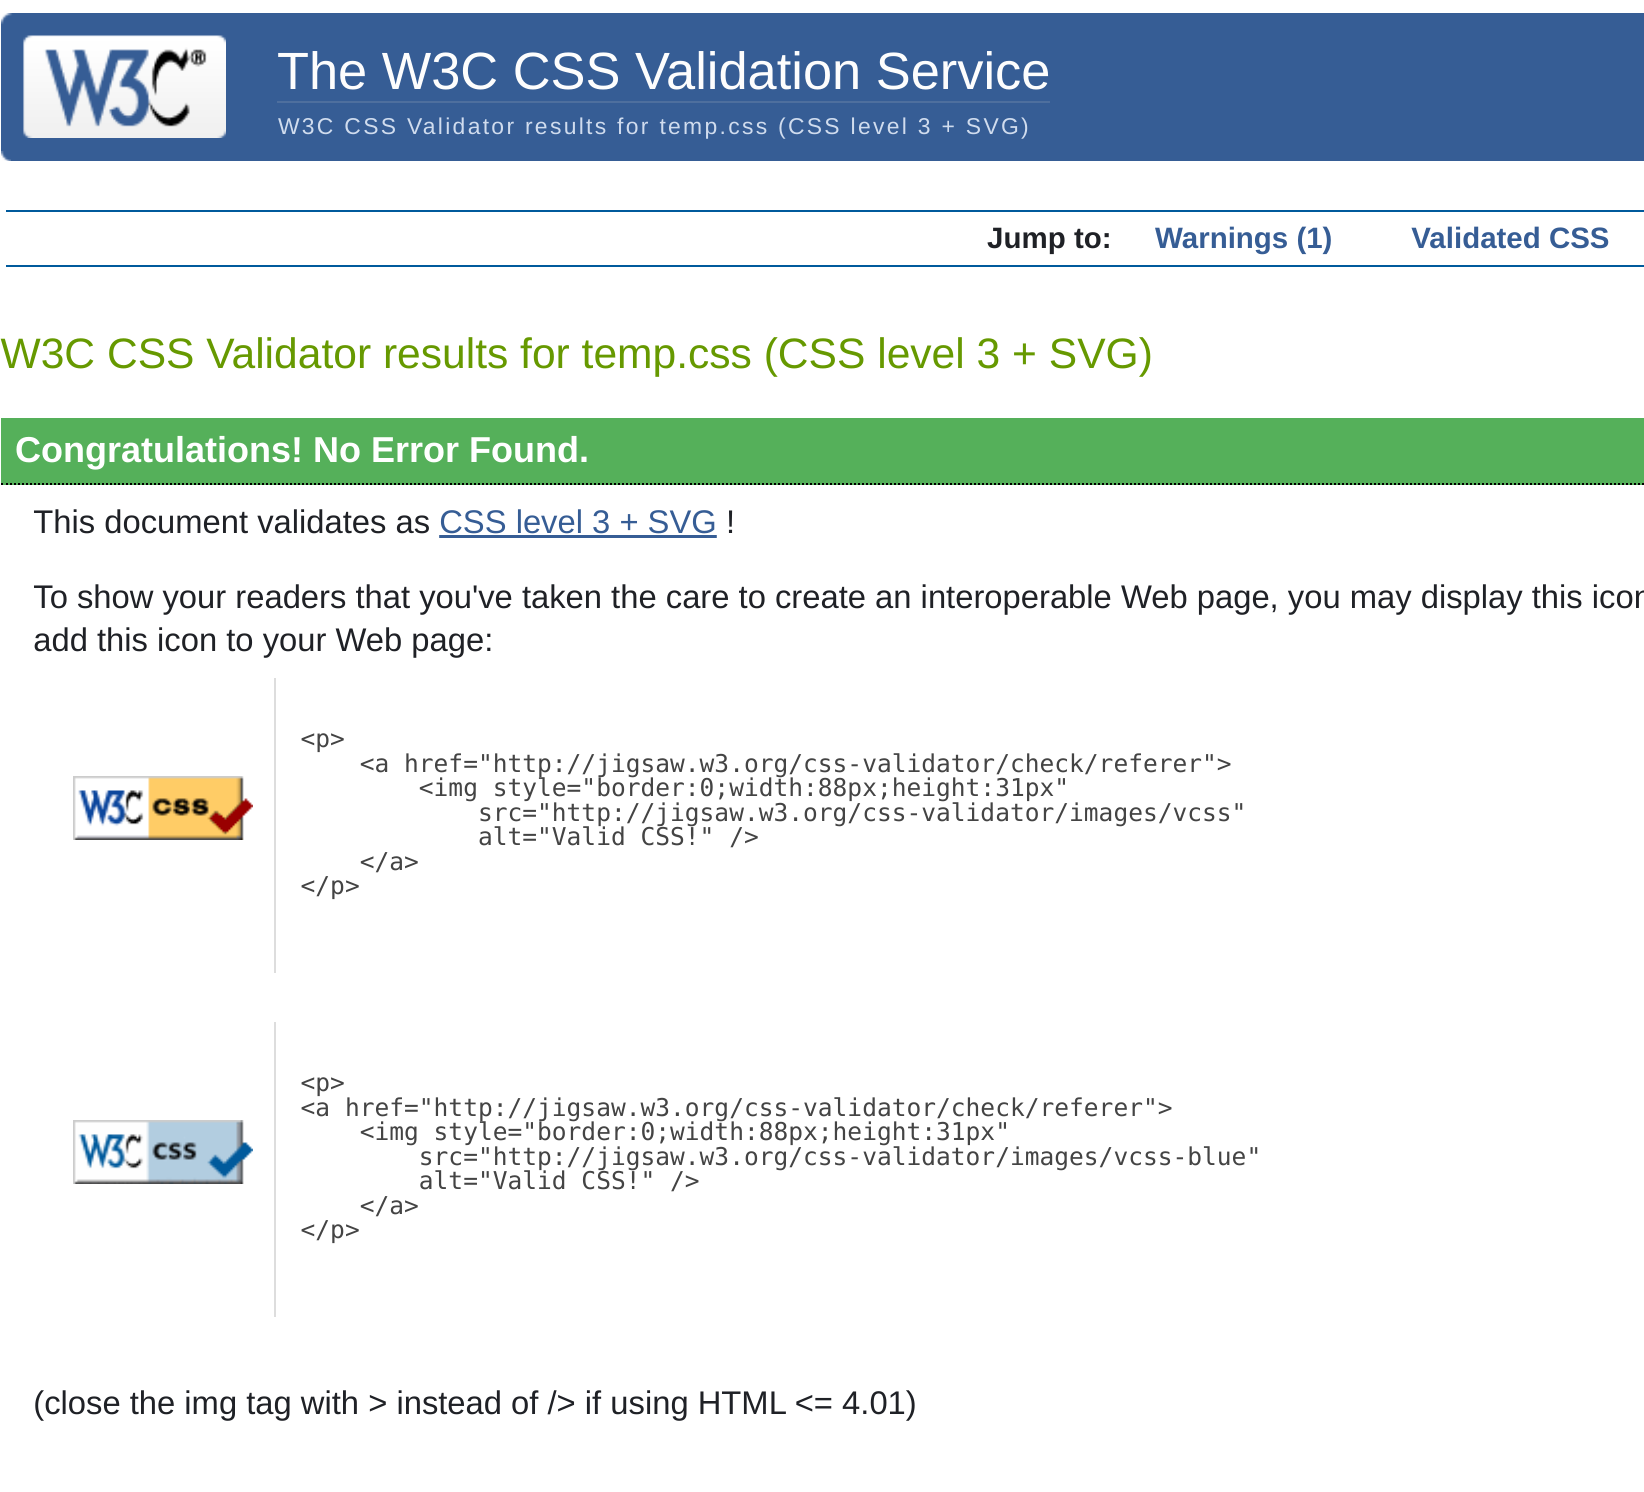 W3C®
The W3C CSS Validation Service
W3C CSS Validator results for temp.css (CSS level 3 + SVG)
Jump to: Warnings (1) Validated CSS
W3C CSS Validator results for temp.css (CSS level 3 + SVG)
Congratulations! No Error Found.
This document validates as CSS level 3 + SVG !
To show your readers that you've taken the care to create an interoperable Web page, you may display this icon
add this icon to your Web page:
W3C css
<p>
    <a href="http://jigsaw.w3.org/css-validator/check/referer">
        <img style="border:0;width:88px;height:31px"
            src="http://jigsaw.w3.org/css-validator/images/vcss"
            alt="Valid CSS!" />
    </a>
</p>
W3C css
<p>
<a href="http://jigsaw.w3.org/css-validator/check/referer">
    <img style="border:0;width:88px;height:31px"
        src="http://jigsaw.w3.org/css-validator/images/vcss-blue"
        alt="Valid CSS!" />
    </a>
</p>
(close the img tag with > instead of /> if using HTML <= 4.01)